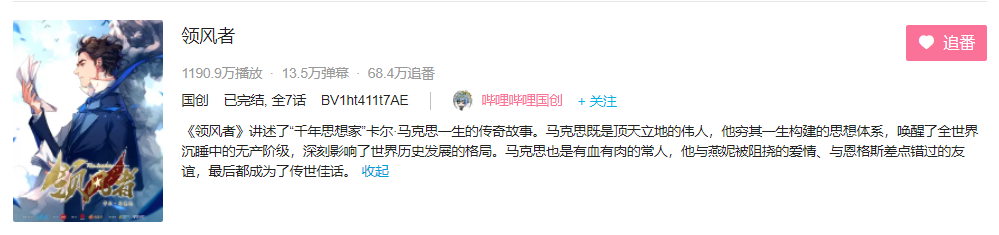 领风者
追番
1190.9万播放 · 13.5万弹幕 · 68.4万追番
国创 已完结, 全7话 BV1ht411t7AE 哔哩哔哩国创 + 关注
《领风者》讲述了“千年思想家”卡尔·马克思一生的传奇故事。马克思既是顶天立地的伟人，他穷其一生构建的思想体系，唤醒了全世界
沉睡中的无产阶级，深刻影响了世界历史发展的格局。马克思也是有血有肉的常人，他与燕妮被阻挠的爱情、与恩格斯差点错过的友
谊，最后都成为了传世佳话。 收起
领风者